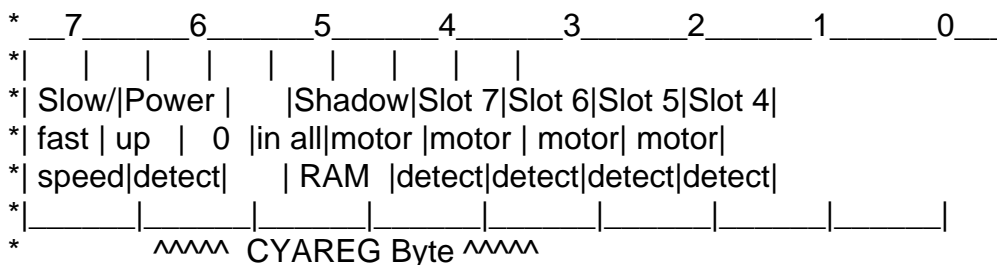 * __7______6______5______4______3______2______1______0___
*|      |      |      |      |      |      |      |      |
*| Slow/|Power |      |Shadow|Slot 7|Slot 6|Slot 5|Slot 4|
*| fast | up   |   0  |in all|motor |motor | motor| motor|
*| speed|detect|      | RAM  |detect|detect|detect|detect|
*|______|______|______|______|______|______|______|______|
*        ^^^^^  CYAREG Byte ^^^^^